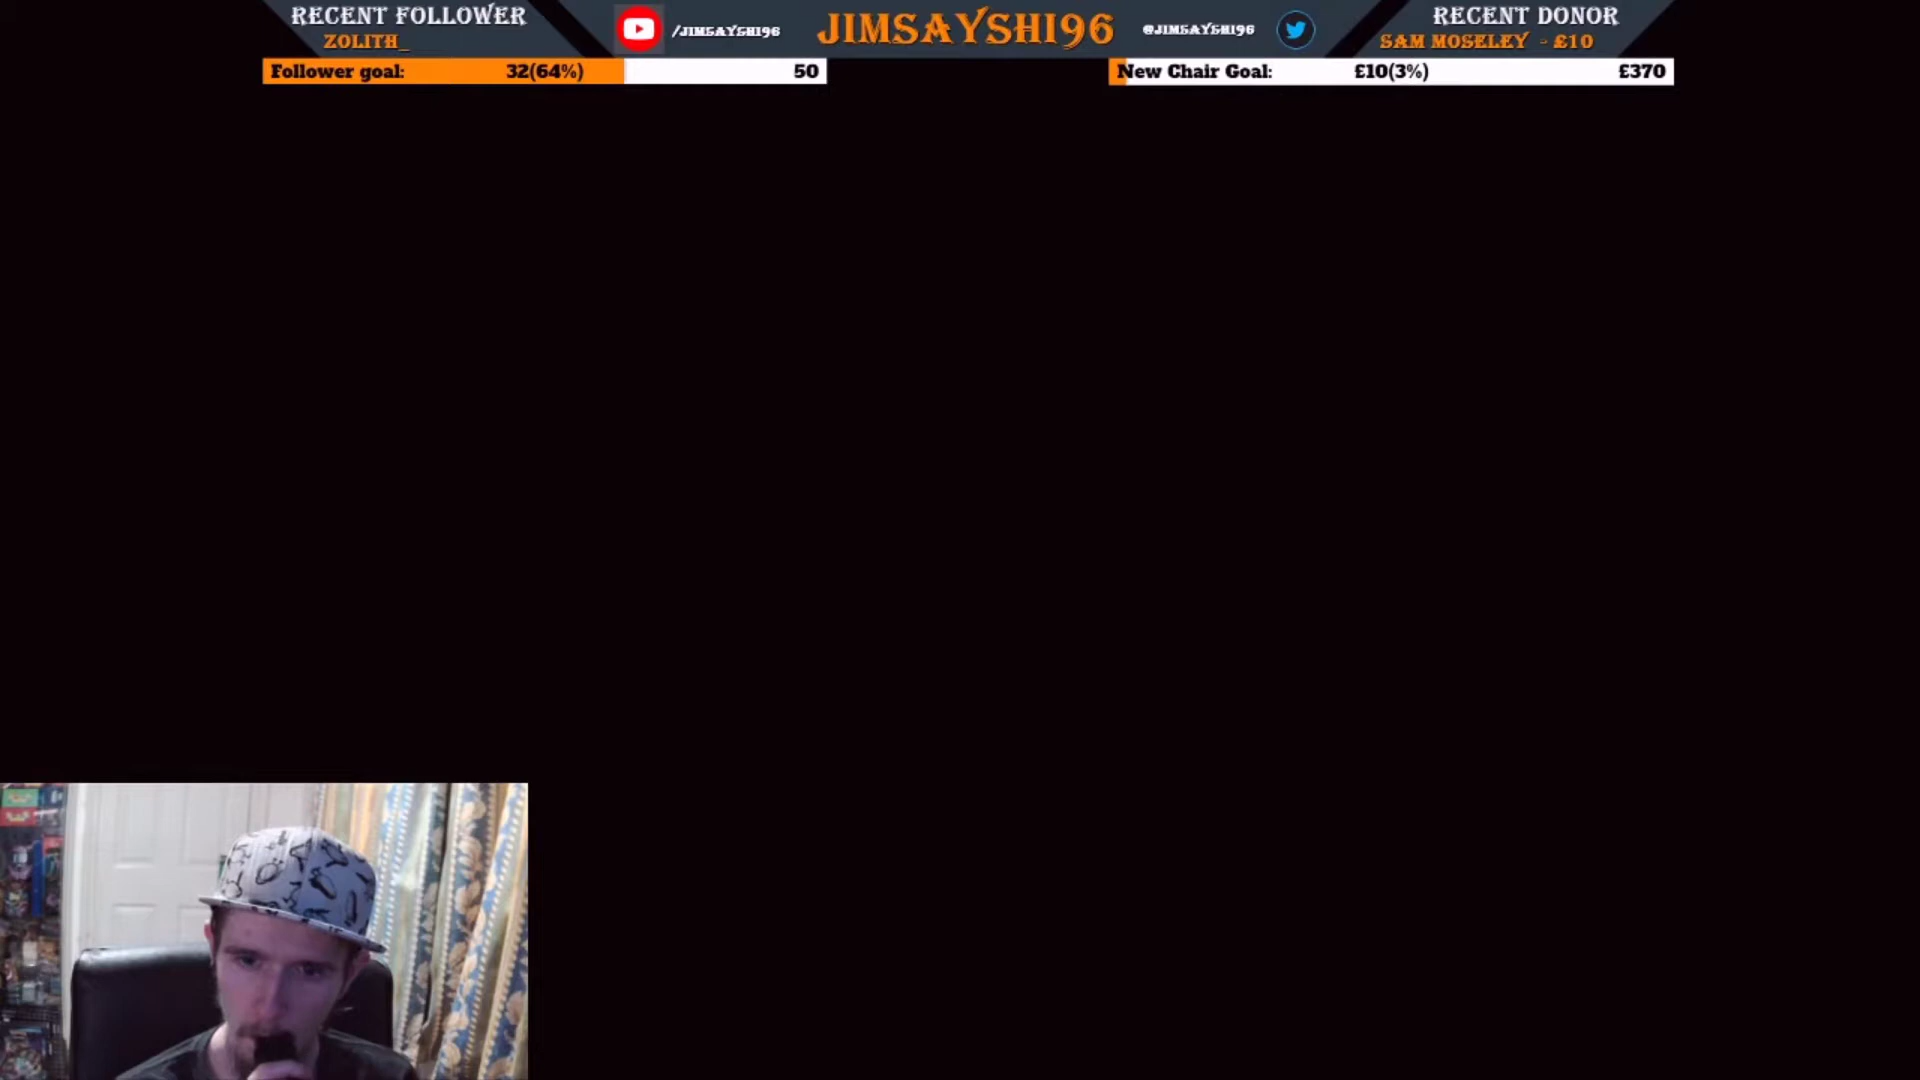 RECENT FOLLOWER
ZOLITH_
/JIMSAYSHI96
JIMSAYSHI96
@JIMSAYSHI96
RECENT DONOR
SAM MOSELEY - £10
Follower goal: 32(64%) 50
New Chair Goal: £10(3%) £370